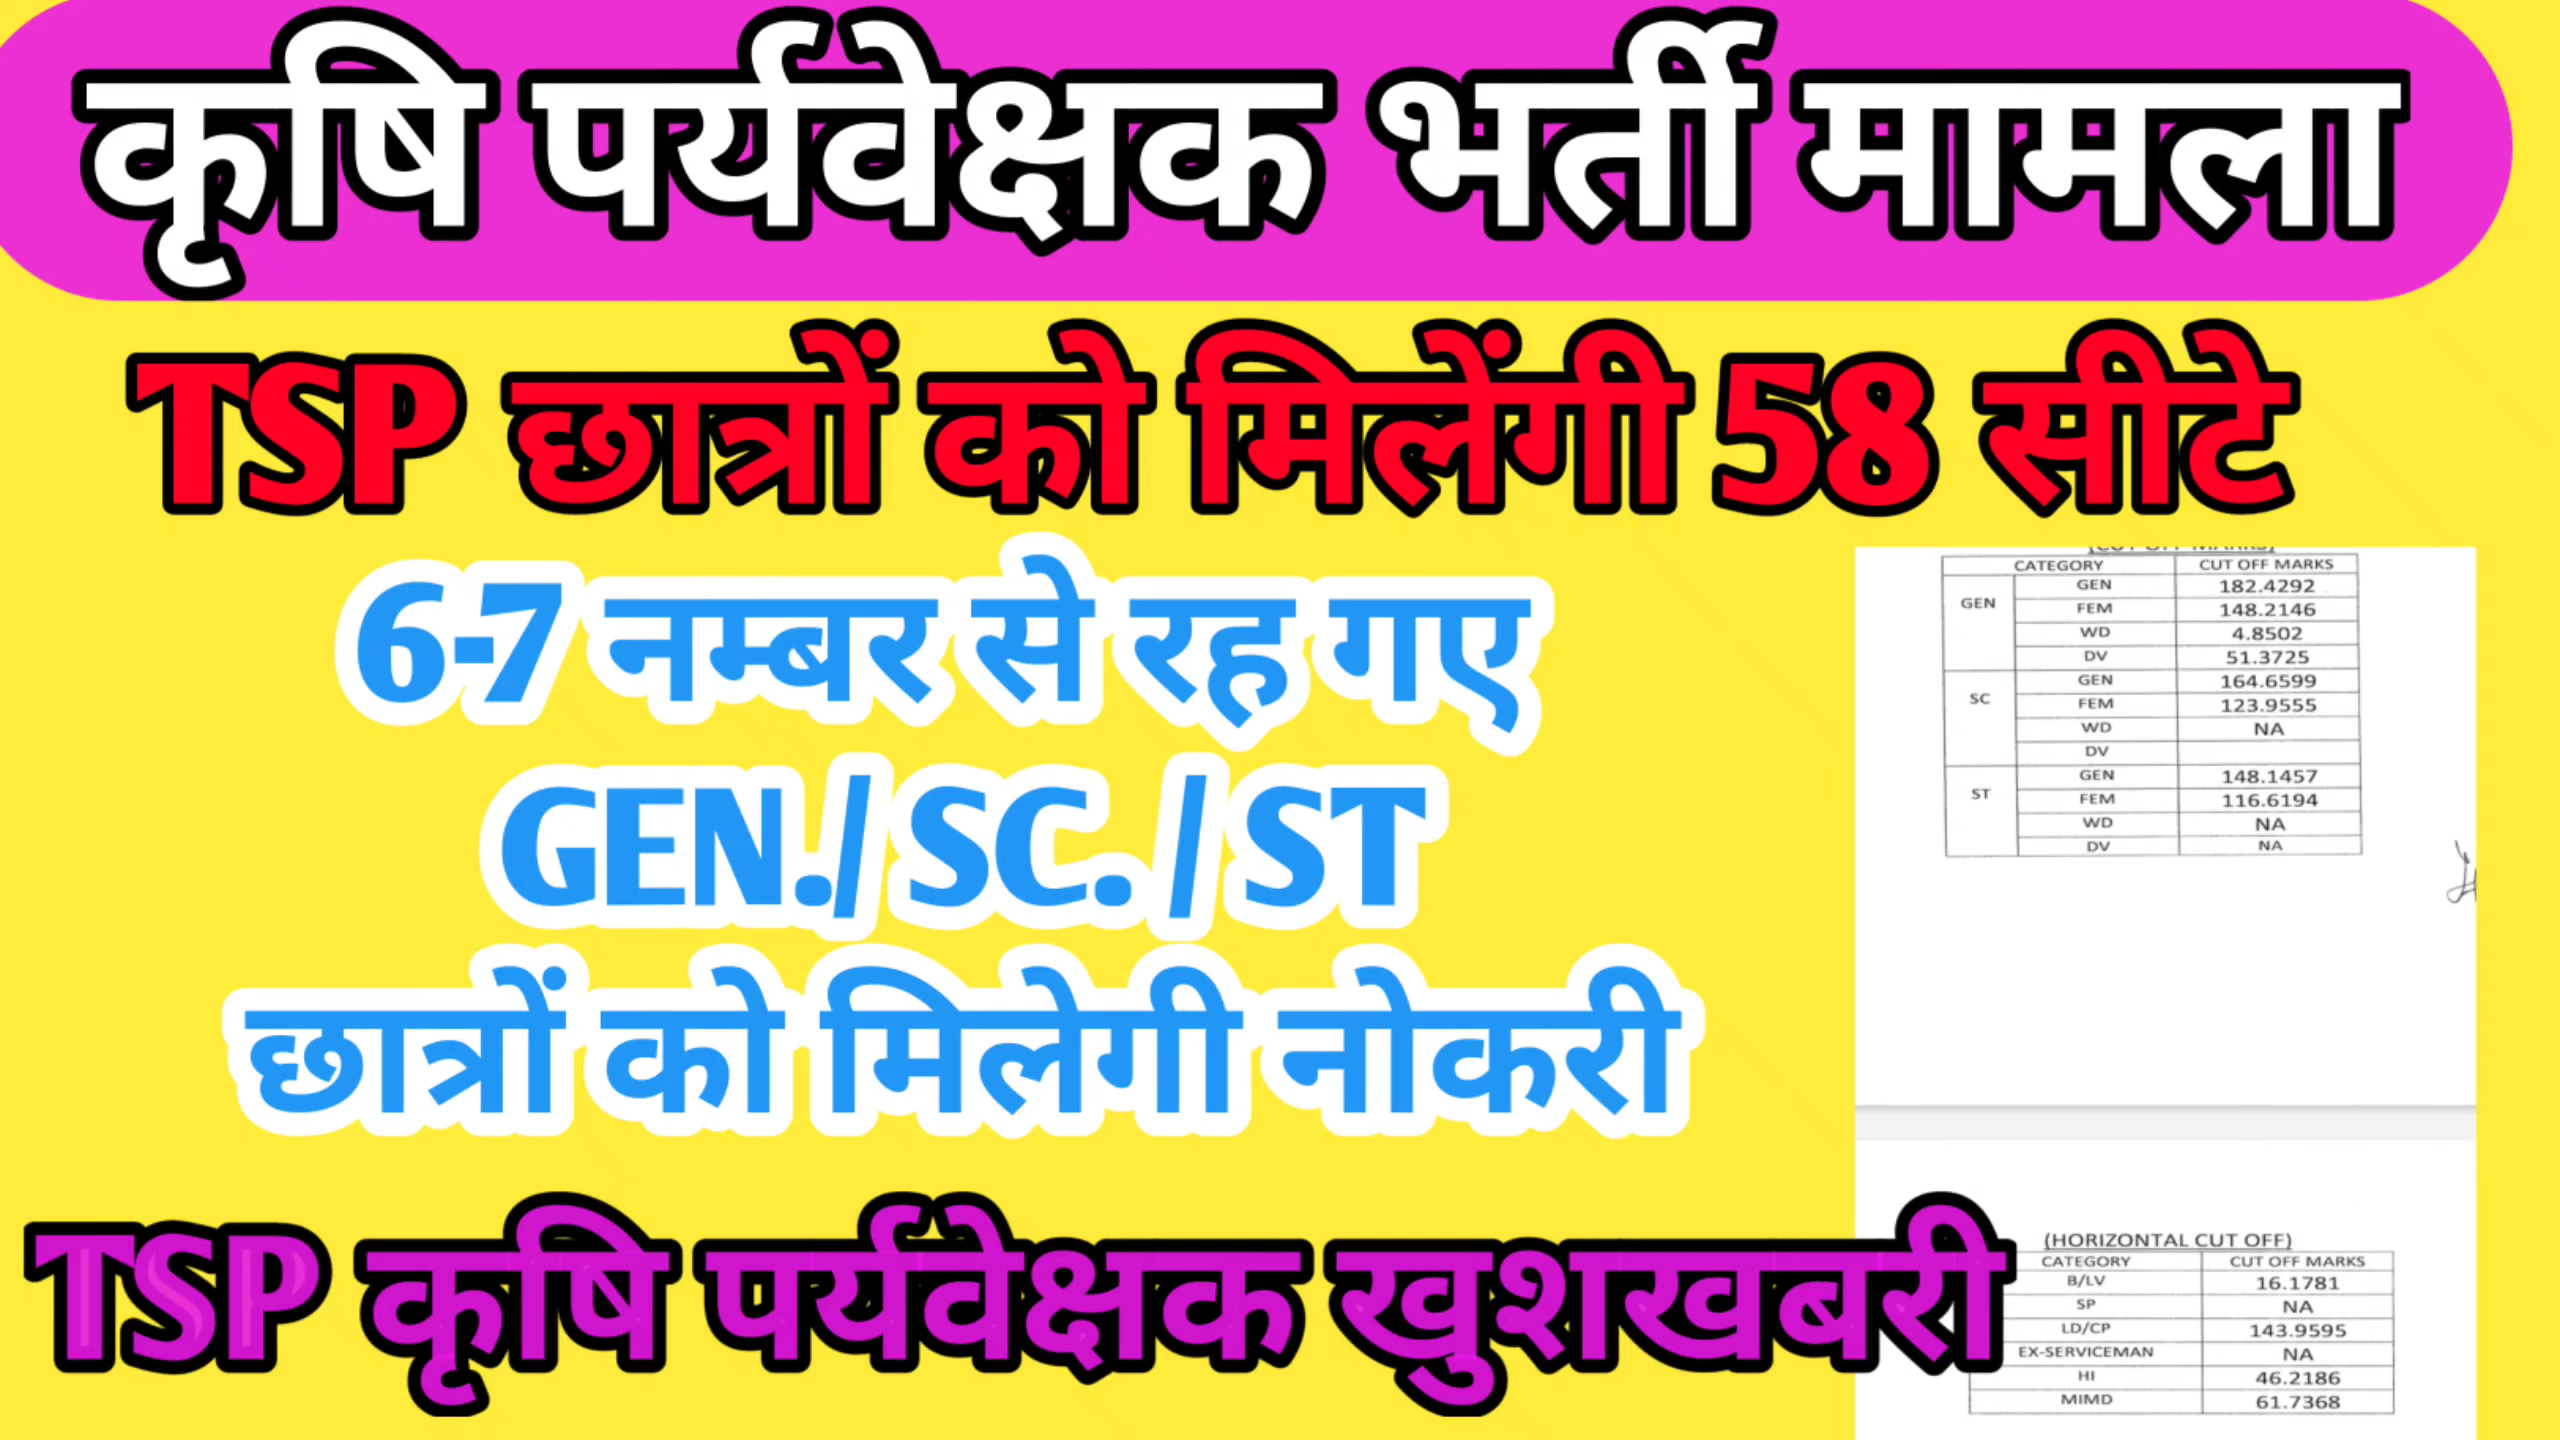 कृषि पर्यवेक्षक भर्ती मामला
TSP छात्रों को मिलेंगी 58 सीटे
6-7 नम्बर से रह गए
GEN./ SC. / ST
छात्रों को मिलेगी नोकरी
TSP कृषि पर्यवेक्षक खुशखबरी
(CUT OFF MARKS)
CATEGORY CUT OFF MARKS
GEN GEN 182.4292
FEM 148.2146
WD 4.8502
DV 51.3725
SC GEN 164.6599
FEM 123.9555
WD NA
DV
ST GEN 148.1457
FEM 116.6194
WD NA
DV NA
(HORIZONTAL CUT OFF)
CATEGORY CUT OFF MARKS
B/LV 16.1781
SP NA
LD/CP 143.9595
EX-SERVICEMAN NA
HI 46.2186
MIMD 61.7368